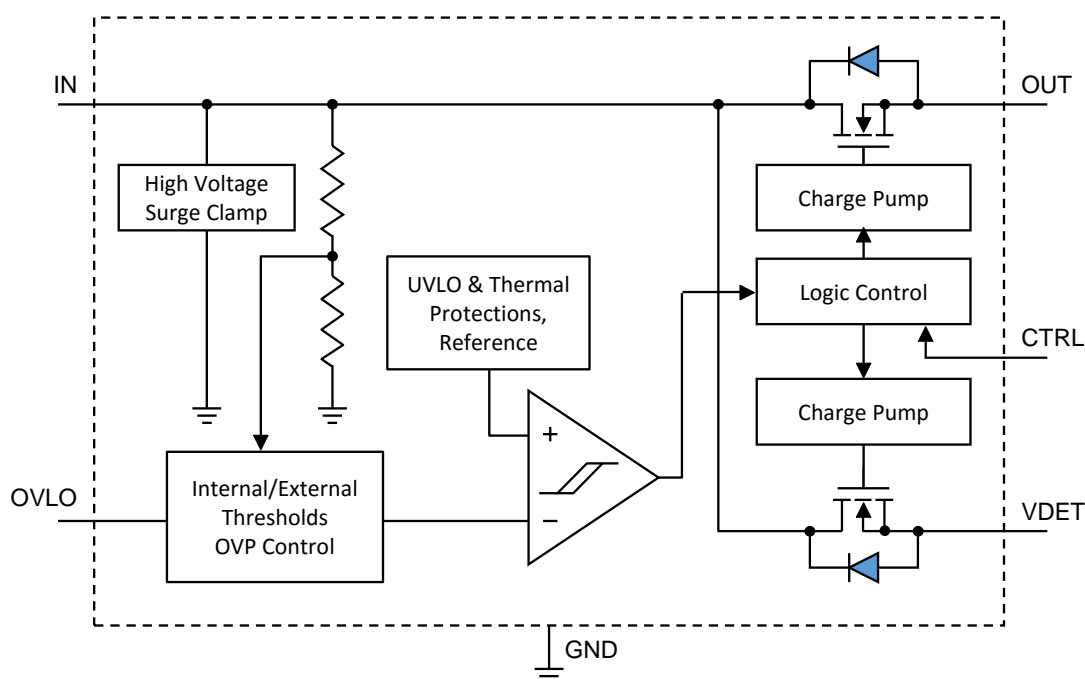 IN
OUT
High Voltage
Surge Clamp
Charge Pump
UVLO & Thermal
Protections,
Reference
Logic Control
CTRL
Charge Pump
+
OVLO
Internal/External
Thresholds
OVP Control
−
VDET
GND